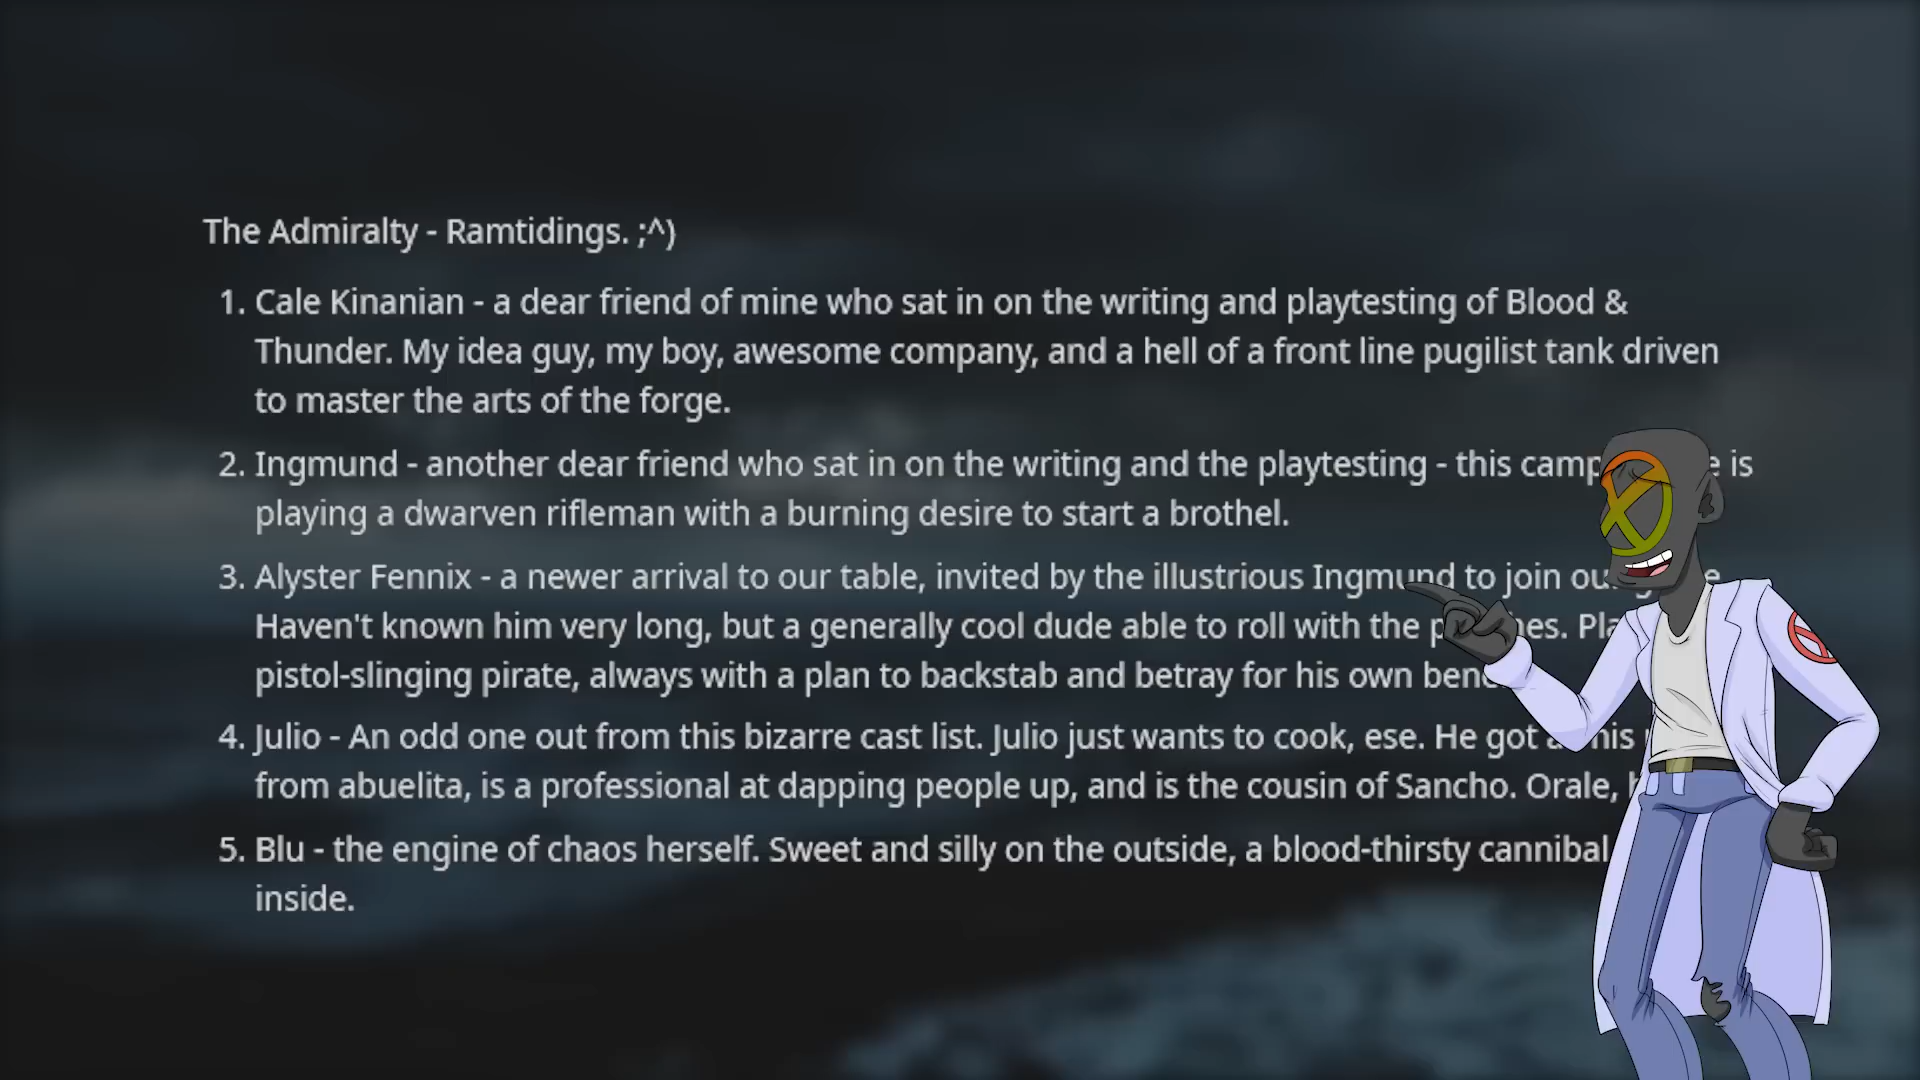 The Admiralty - Ramtidings. ;^)
1. Cale Kinanian - a dear friend of mine who sat in on the writing and playtesting of Blood &
Thunder. My idea guy, my boy, awesome company, and a hell of a front line pugilist tank driven
to master the arts of the forge.
2. Ingmund - another dear friend who sat in on the writing and the playtesting - this is
playing a dwarven rifleman with a burning desire to start a brothel.
3. Alyster Fennix - a newer arrival to our table, invited by the illustrious Ingmund to join
Haven't known him very long, but a generally cool dude able to roll with the
pistol-slinging pirate, always with a plan to backstab and betray for his own
4. Julio - An odd one out from this bizarre cast list. Julio just wants to cook, ese. He got his
from abuelita, is a professional at dapping people up, and is the cousin of Sancho. Orale,
5. Blu - the engine of chaos herself. Sweet and silly on the outside, a blood-thirsty cannibal
inside.